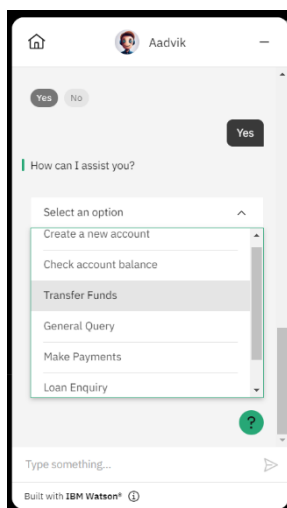 Aadvik
Yes No
Yes
How can I assist you?
Select an option
Create a new account
Check account balance
Transfer Funds
General Query
Make Payments
Loan Enquiry
?
Type something...
Built with IBM Watson® i